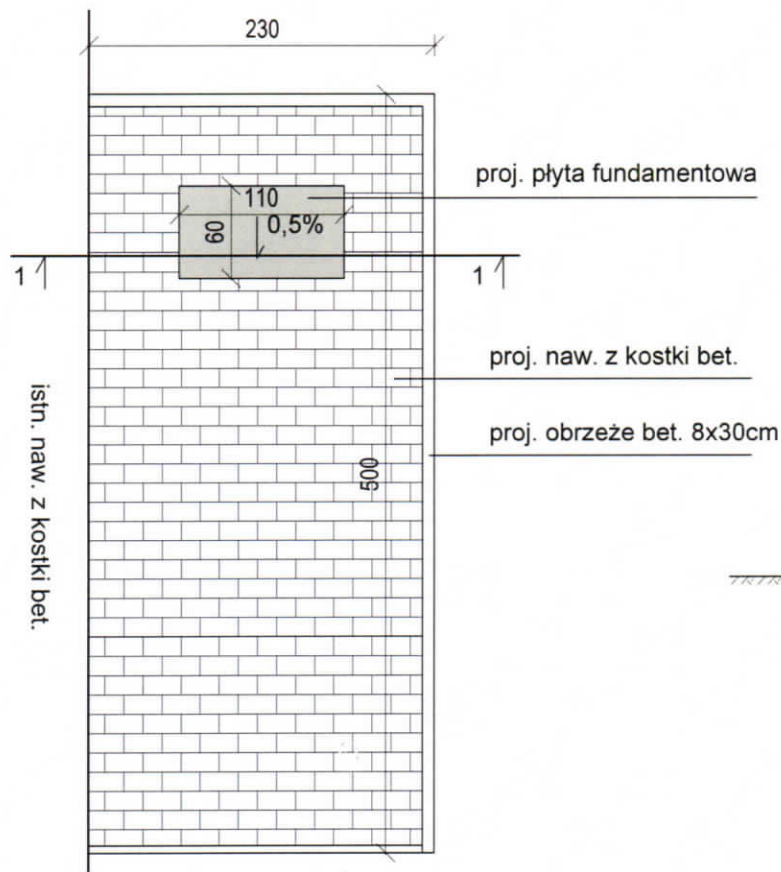 230
proj. płyta fundamentowa
110
60
0,5%
1
1
proj. naw. z kostki bet.
istn. naw. z kostki bet.
proj. obrzeże bet. 8x30cm
500